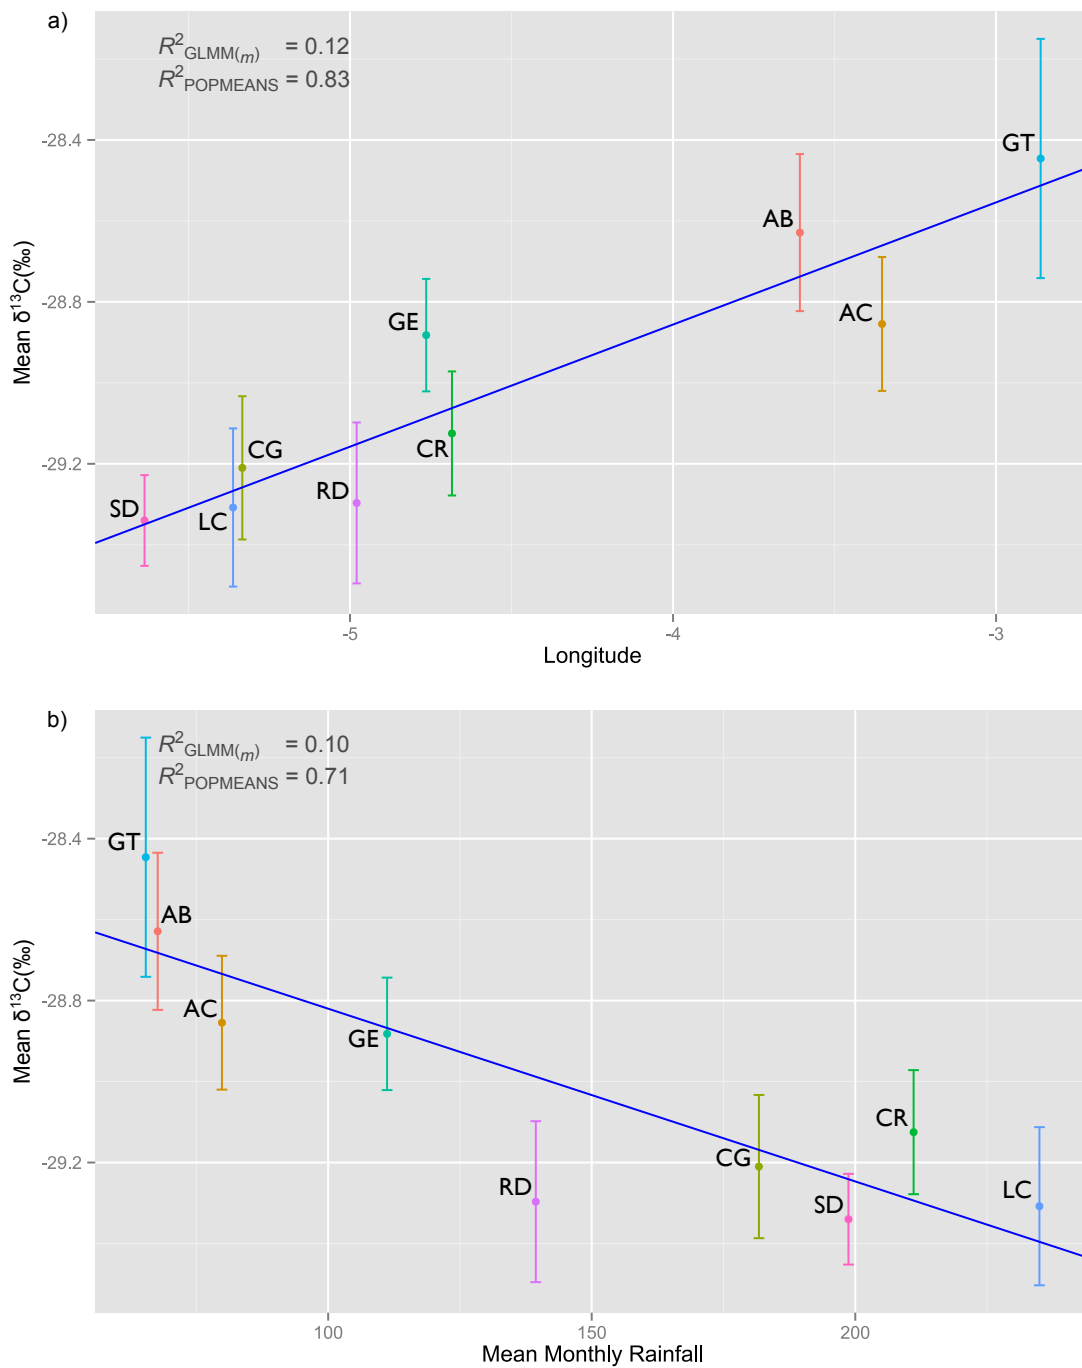 a)
R²GLMM(m) = 0.12
R²POPMEANS = 0.83
-28.4
-28.8
-29.2
Mean δ¹³C(‰)
GT
AB
AC
GE
CR
CG
RD
SD
LC
-5
-4
-3
Longitude
b)
R²GLMM(m) = 0.10
R²POPMEANS = 0.71
-28.4
-28.8
-29.2
Mean δ¹³C(‰)
GT
AB
AC
GE
CR
CG
RD
SD
LC
100
150
200
Mean Monthly Rainfall